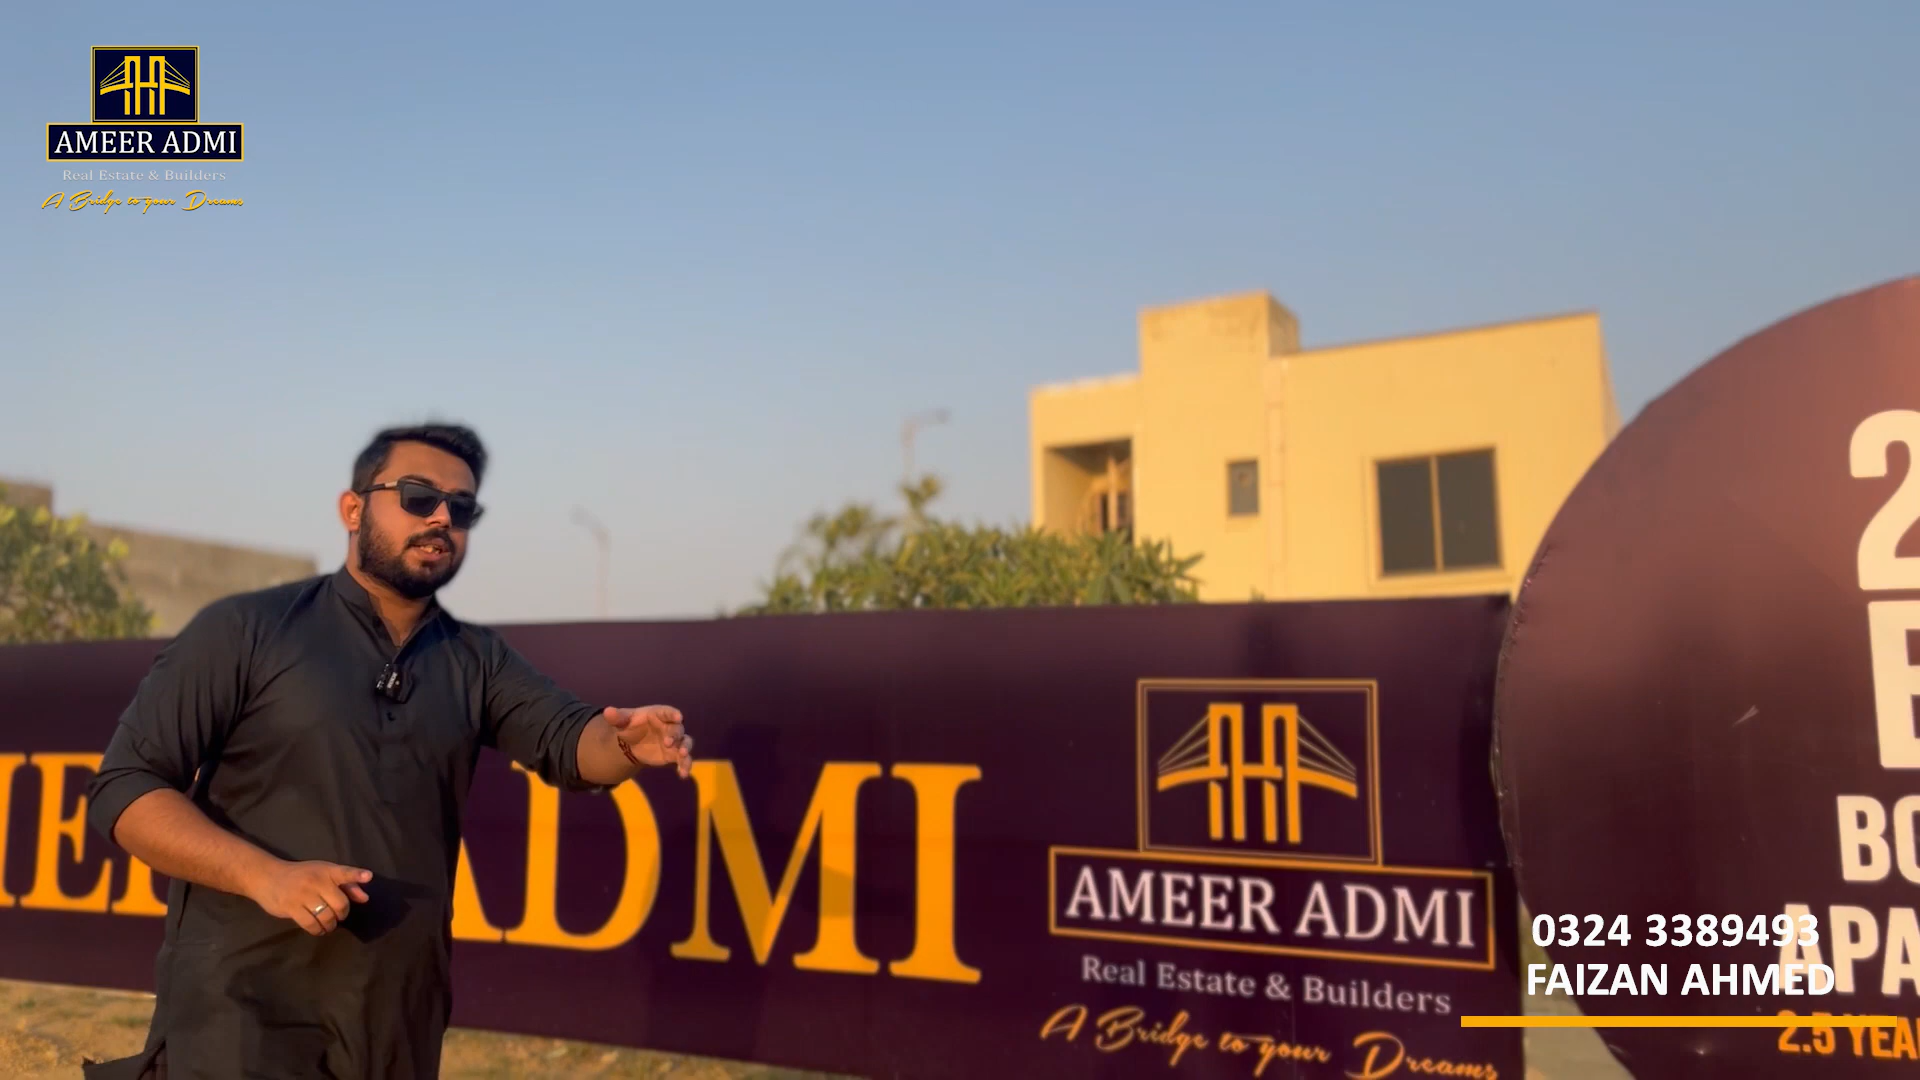 AMEER ADMI
Real Estate & Builders
A Bridge to your Dreams
ADMI
AMEER ADMI
Real Estate & Builders
A Bridge to your Dreams
2
B
BO
APA
2.5 YEA
0324 3389493
FAIZAN AHMED